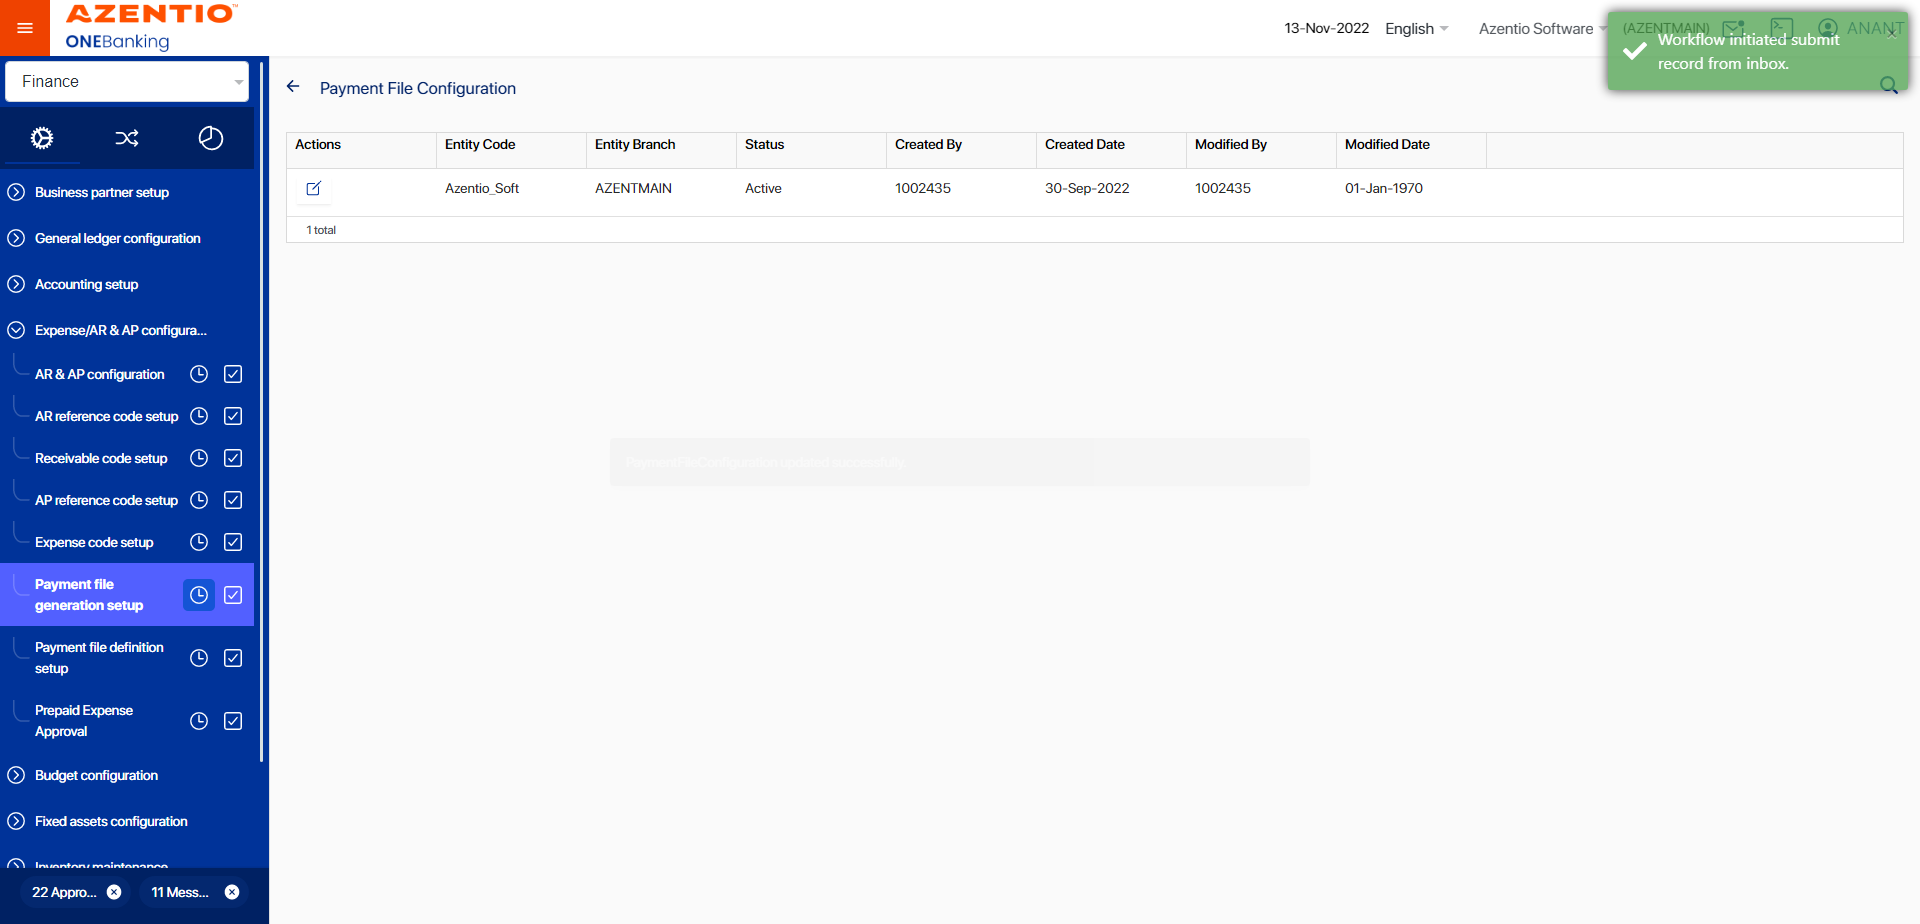 AZENTIO
ONEBanking
13-Nov-2022 English Azentio Software (AZENTMAIN) ANANT
Workflow initiated submit
record from inbox.
Finance
Payment File Configuration
Actions Entity Code Entity Branch Status Created By Created Date Modified By Modified Date
Azentio_Soft AZENTMAIN Active 1002435 30-Sep-2022 1002435 01-Jan-1970
1 total
PaymentFileConfiguration updated successfully
Business partner setup
General ledger configuration
Accounting setup
Expense/AR & AP configura...
AR & AP configuration
AR reference code setup
Receivable code setup
AP reference code setup
Expense code setup
Payment file
generation setup
Payment file definition
setup
Prepaid Expense
Approval
Budget configuration
Fixed assets configuration
Inventory maintenance
22 Appro... 11 Mess...